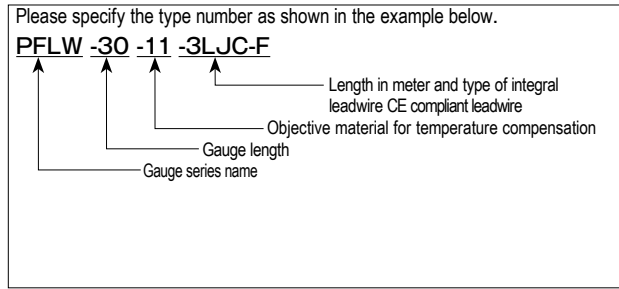 Please specify the type number as shown in the example below.
PFLW -30 -11 -3LJC-F
Length in meter and type of integral
leadwire CE compliant leadwire
Objective material for temperature compensation
Gauge length
Gauge series name